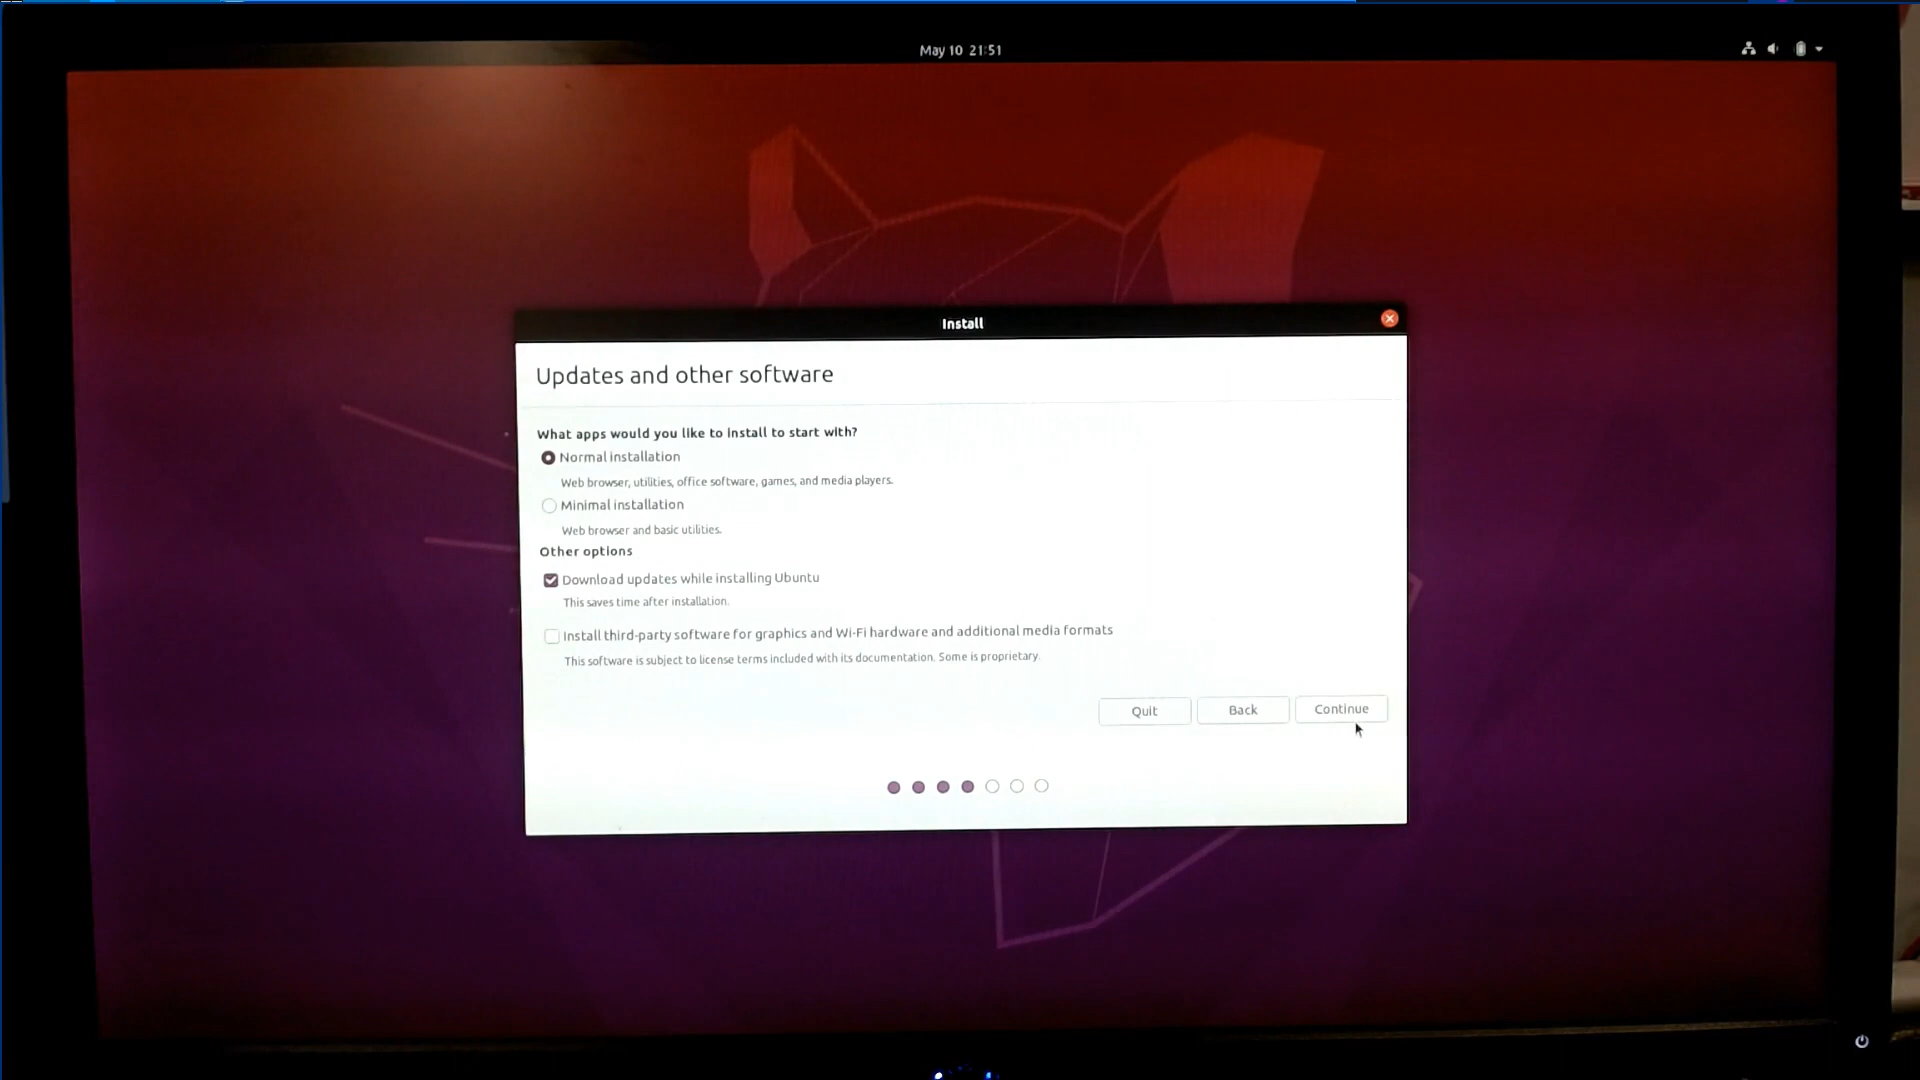 May 10 21:51
Install
Updates and other software
What apps would you like to install to start with?
Normal installation
Web browser, utilities, office software, games, and media players.
Minimal installation
Web browser and basic utilities.
Other options
Download updates while installing Ubuntu
This saves time after installation.
Install third-party software for graphics and Wi-Fi hardware and additional media formats
This software is subject to license terms included with its documentation. Some is proprietary.
Quit Back Continue